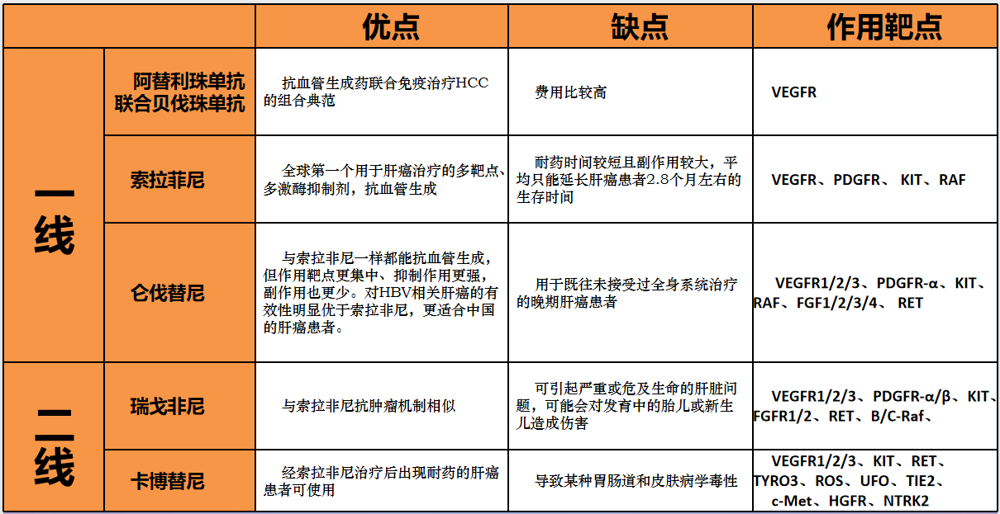 优点
缺点
作用靶点
一
线
阿替利珠单抗
联合贝伐珠单抗
抗血管生成药联合免疫治疗HCC
的组合典范
费用比较高
VEGFR
索拉菲尼
全球第一个用于肝癌治疗的多靶点、
多激酶抑制剂，抗血管生成
耐药时间较短且副作用较大，平
均只能延长肝癌患者2.8个月左右的
生存时间
VEGFR、PDGFR、 KIT、RAF
仑伐替尼
与索拉非尼一样都能抗血管生成，
但作用靶点更集中、抑制作用更强，
副作用也更少。对HBV相关肝癌的有
效性明显优于索拉非尼，更适合中国
的肝癌患者。
用于既往未接受过全身系统治疗
的晚期肝癌患者
VEGFR1/2/3、PDGFR-α、KIT、
RAF、FGF1/2/3/4、 RET
二
线
瑞戈非尼
与索拉非尼抗肿瘤机制相似
可引起严重或危及生命的肝脏问
题，可能会对发育中的胎儿或新生
儿造成伤害
VEGFR1/2/3、PDGFR-α/β、KIT、
FGFR1/2、RET、B/C-Raf、
卡博替尼
经索拉非尼治疗后出现耐药的肝癌
患者可使用
导致某种胃肠道和皮肤病学毒性
VEGFR1/2/3、KIT、RET、
TYRO3、ROS、UFO、TIE2、
c-Met、HGFR、NTRK2